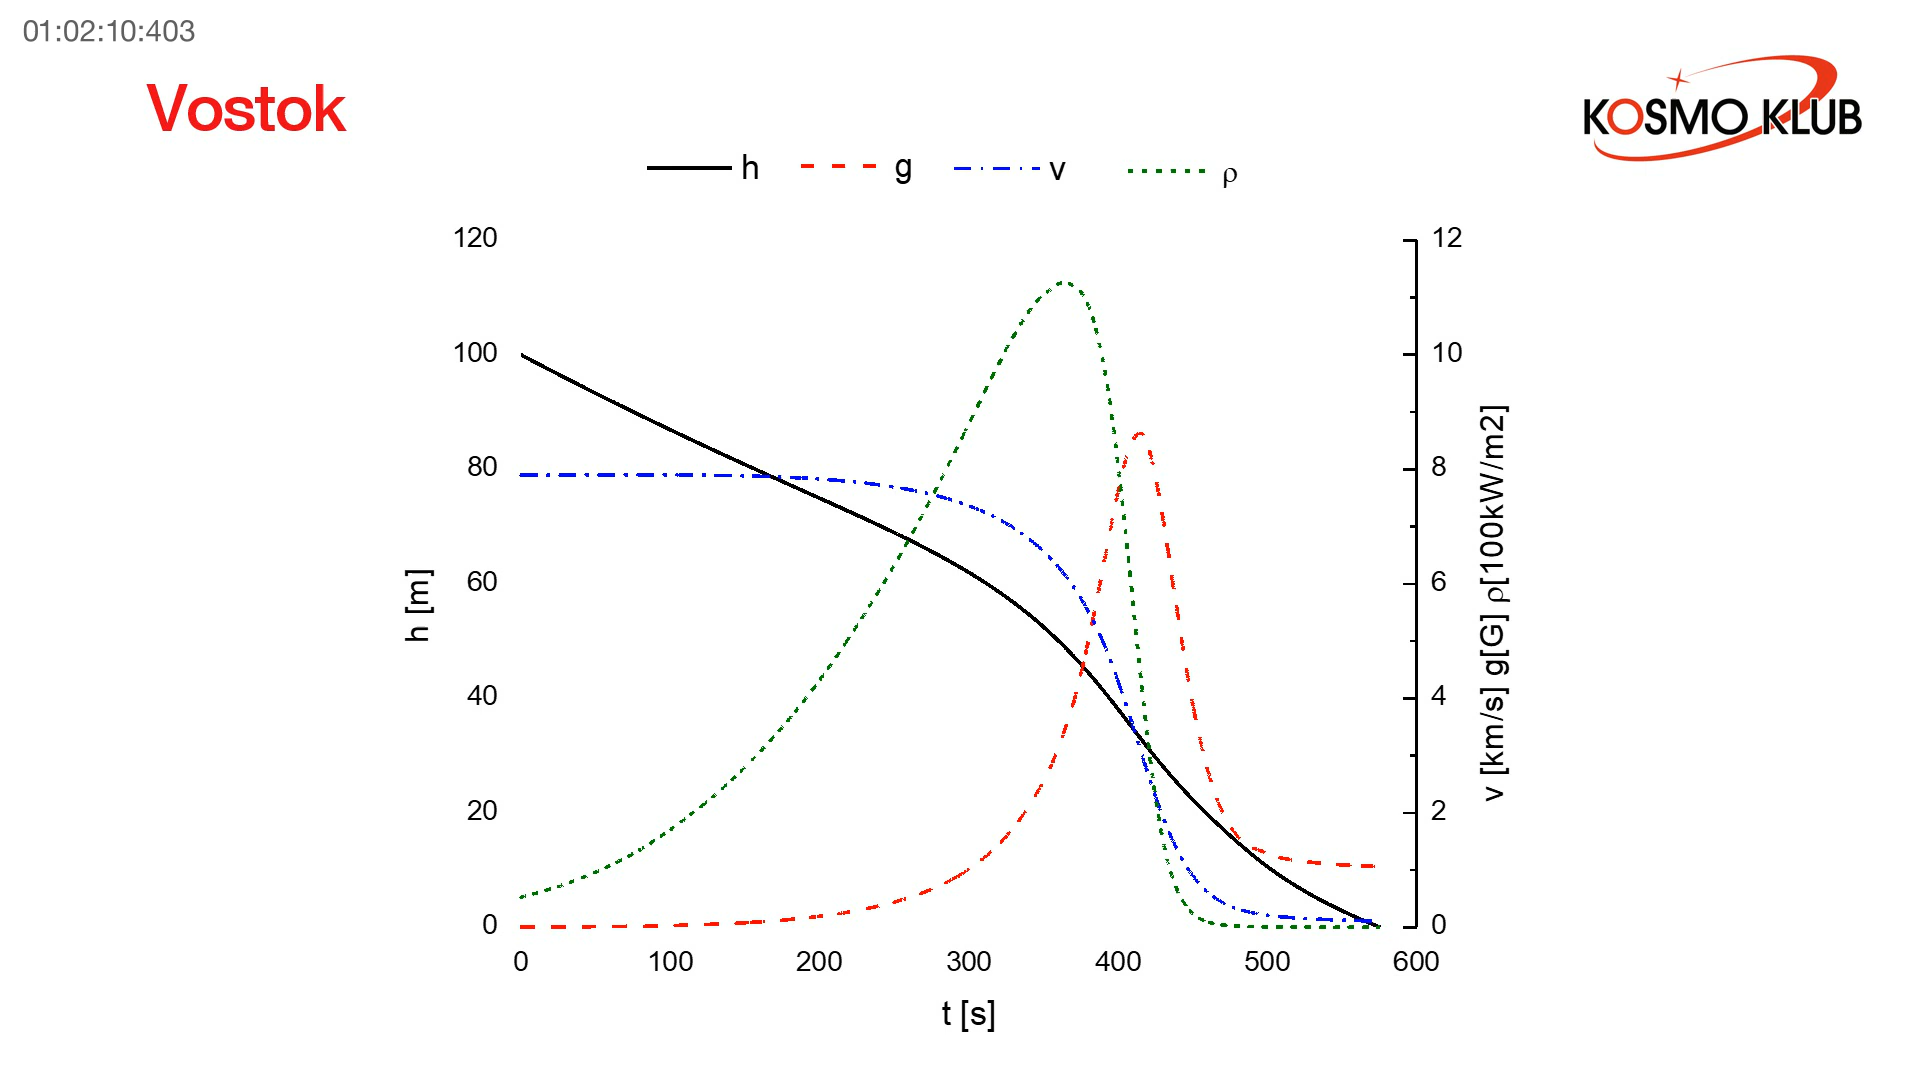 01:02:10:403
Vostok
KOSMO KLUB
h g v ρ
120
100
80
60
40
20
0
h [m]
12
10
8
6
4
2
0
v [km/s] g[G] ρ[100kW/m2]
0 100 200 300 400 500 600
t [s]